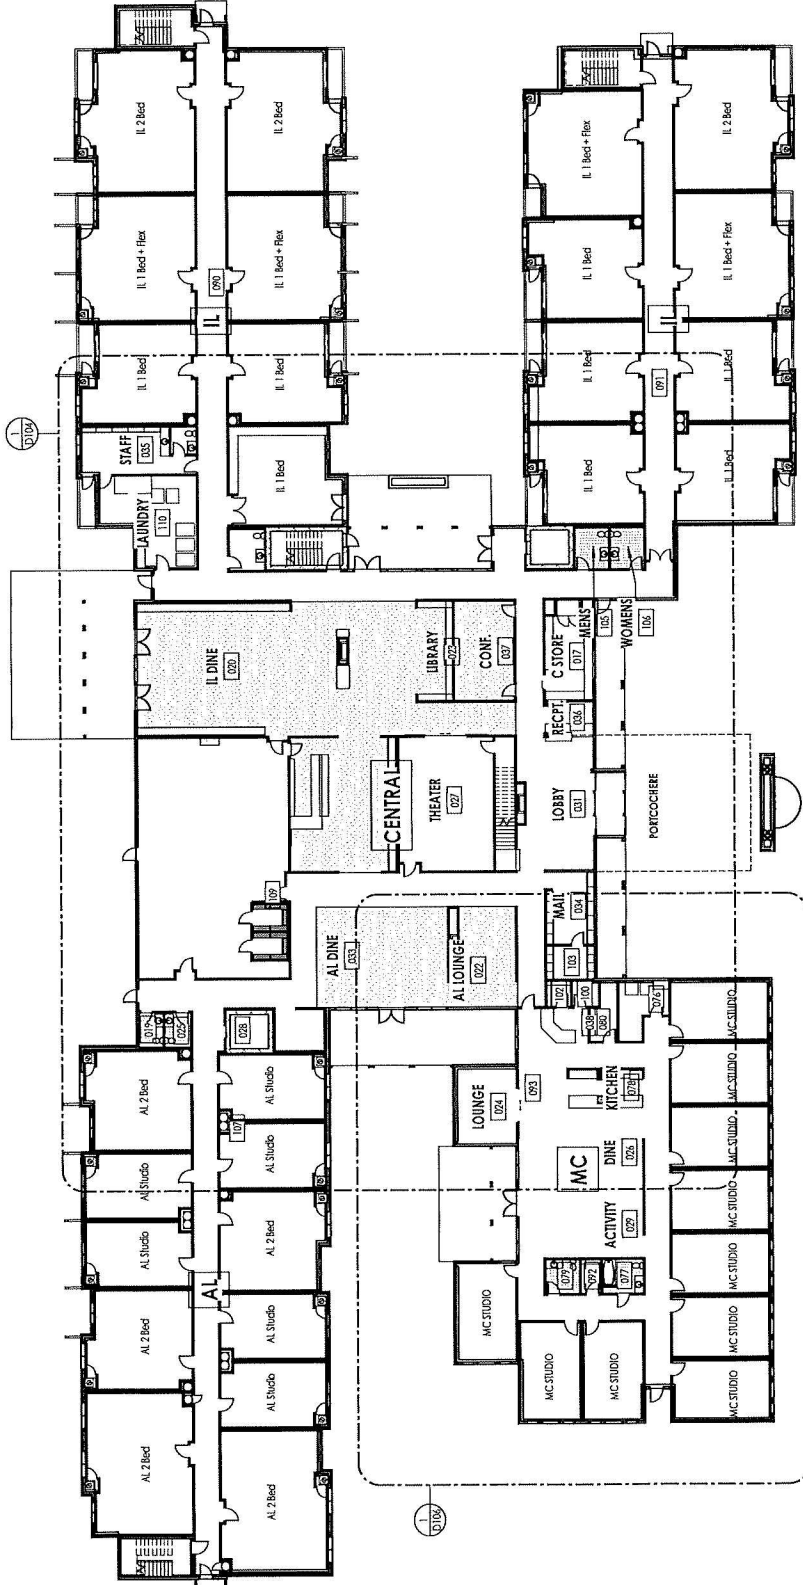 IL 2 Bed
IL 2 Bed
IL 1 Bed + Flex
IL 1 Bed + Flex
090
IL
IL 1 Bed
IL 1 Bed
1
D104
STAFF
035
IL 1 Bed
LAUNDRY
110
IL 1 Bed + Flex
IL 2 Bed
IL 1 Bed
IL 1 Bed + Flex
IL
IL 1 Bed
IL 1 Bed
091
IL 1 Bed
IL 1 Bed
IL DINE
020
LIBRARY
023
CONF.
037
C STORE
017
MENS
105
WOMENS
106
RECPT.
036
CENTRAL
THEATER
027
LOBBY
031
PORTCOCHERE
109
AL DINE
033
AL LOUNGE
022
MAIL
034
103
102
100
019
025
028
AL 2 Bed
AL Studio
107
AL Studio
AL Studio
AL Studio
AL 2 Bed
AL
AL 2 Bed
AL Studio
AL Studio
AL 2 Bed
AL 2 Bed
038
080
076
LOUNGE
024
093
KITCHEN
078
MC
DINE
026
ACTIVITY
029
079
092
077
MC STUDIO
MC STUDIO
MC STUDIO
MC STUDIO
MC STUDIO
MC STUDIO
MC STUDIO
MC STUDIO
MC STUDIO
MC STUDIO
1
D106